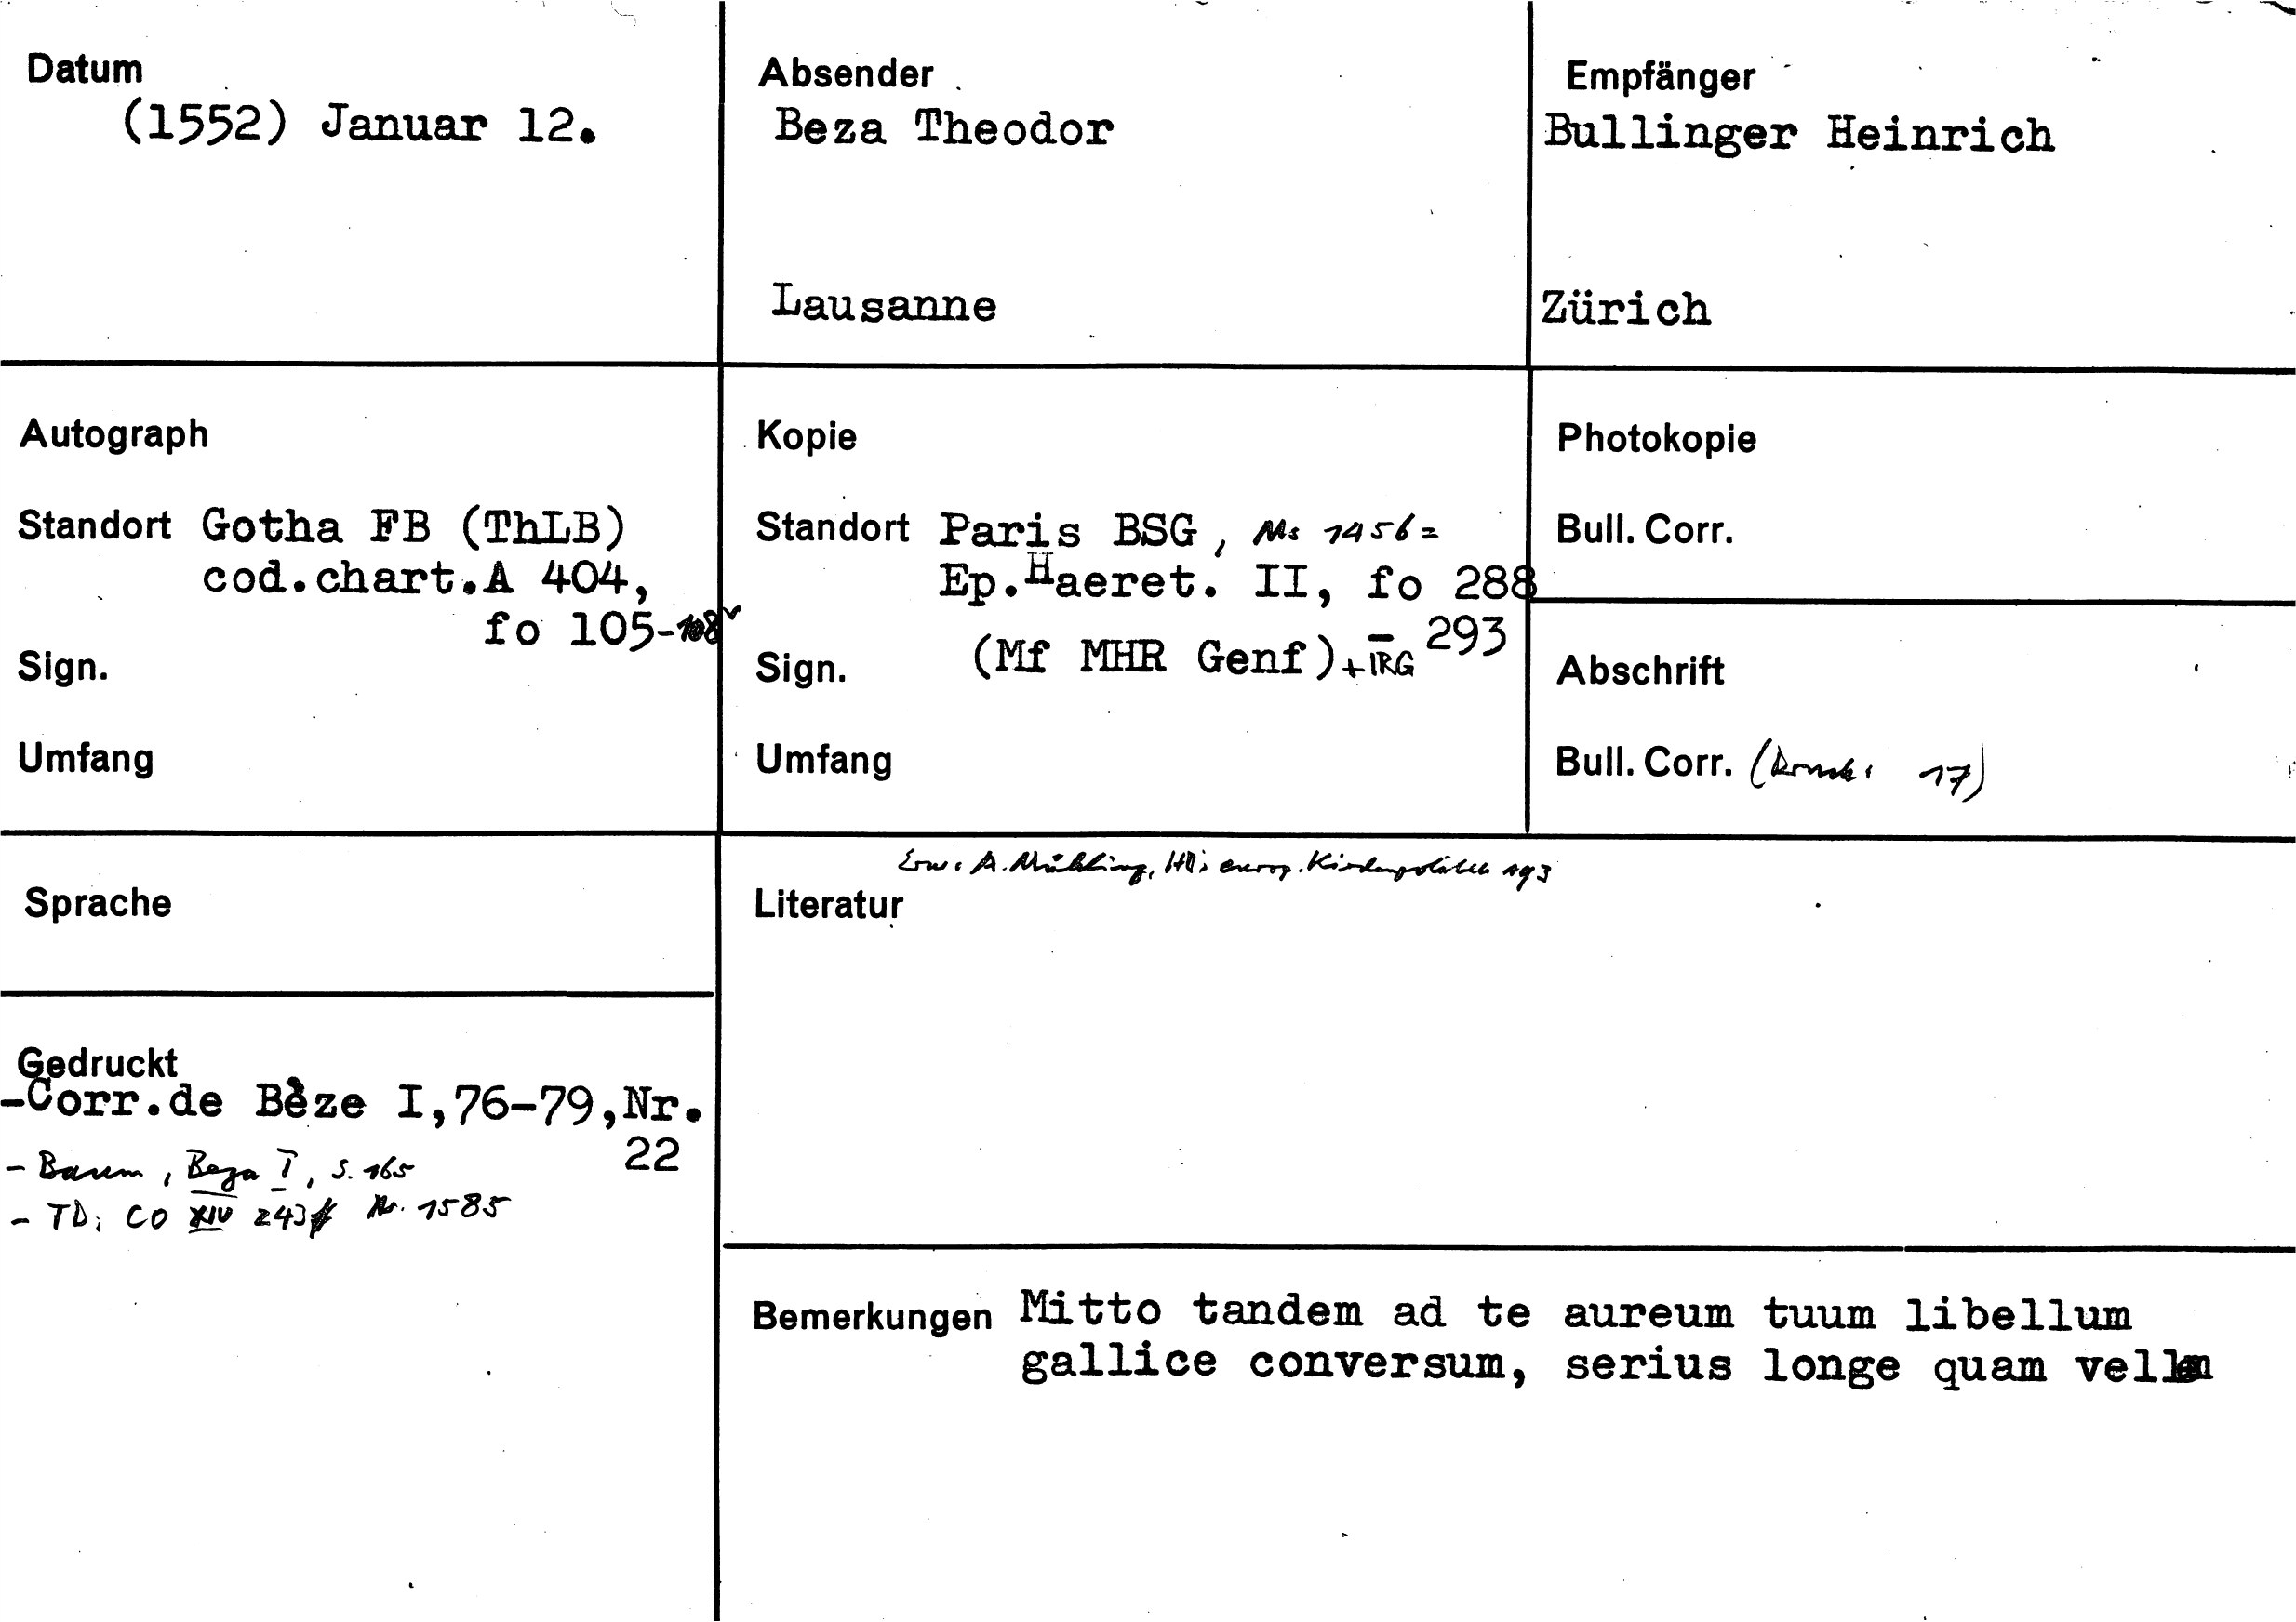 Datum
(1552) Januar 12.
Absender
Beza Theodor
Lausanne
Empfänger
Bullinger Heinrich
Zürich
Autograph
Standort Gotha FB (ThLB)
cod.chart.A 404,
fo 105-108v
Sign.
Umfang
Kopie
Standort Paris BSG, Ms 1456=
Ep.Haeret. II, fo 288
- 293
Sign. (Mf MHR Genf)+IRG
Umfang
Photokopie
Bull. Corr.
Abschrift
Bull. Corr. ( 17)
Sprache
Erw: A. Mühling, HBs europ. Kirchenpolitik 193
Literatur
Gedruckt
-Corr.de Bèze I,76-79,Nr.
22
- Baum, Beza I, S. 165
- TD: CO XIV 243f Nr. 1585
Bemerkungen Mitto tandem ad te aureum tuum libellum
gallice conversum, serius longe quam